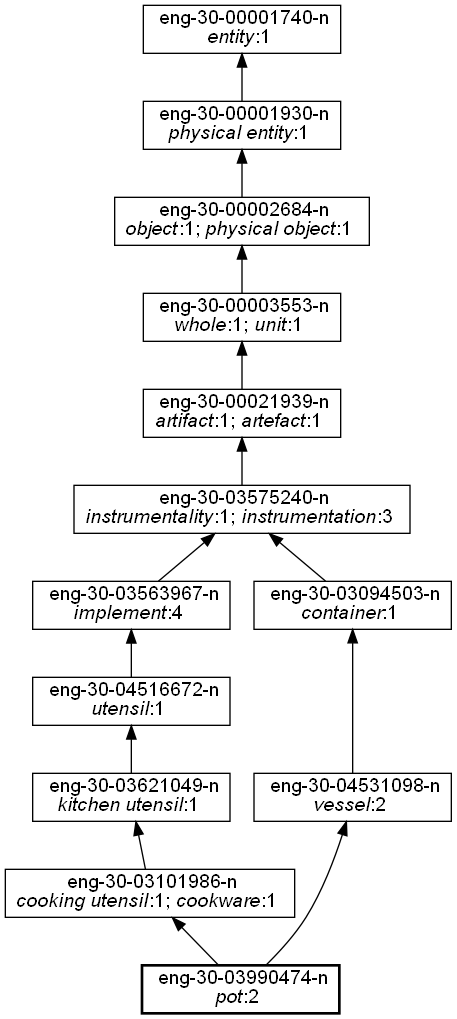 eng-30-00001740-n
entity:1
eng-30-00001930-n
physical entity:1
eng-30-00002684-n
object:1; physical object:1
eng-30-00003553-n
whole:1; unit:1
eng-30-00021939-n
artifact:1; artefact:1
eng-30-03575240-n
instrumentality:1; instrumentation:3
eng-30-03563967-n
implement:4
eng-30-03094503-n
container:1
eng-30-04516672-n
utensil:1
eng-30-03621049-n
kitchen utensil:1
eng-30-04531098-n
vessel:2
eng-30-03101986-n
cooking utensil:1; cookware:1
eng-30-03990474-n
pot:2